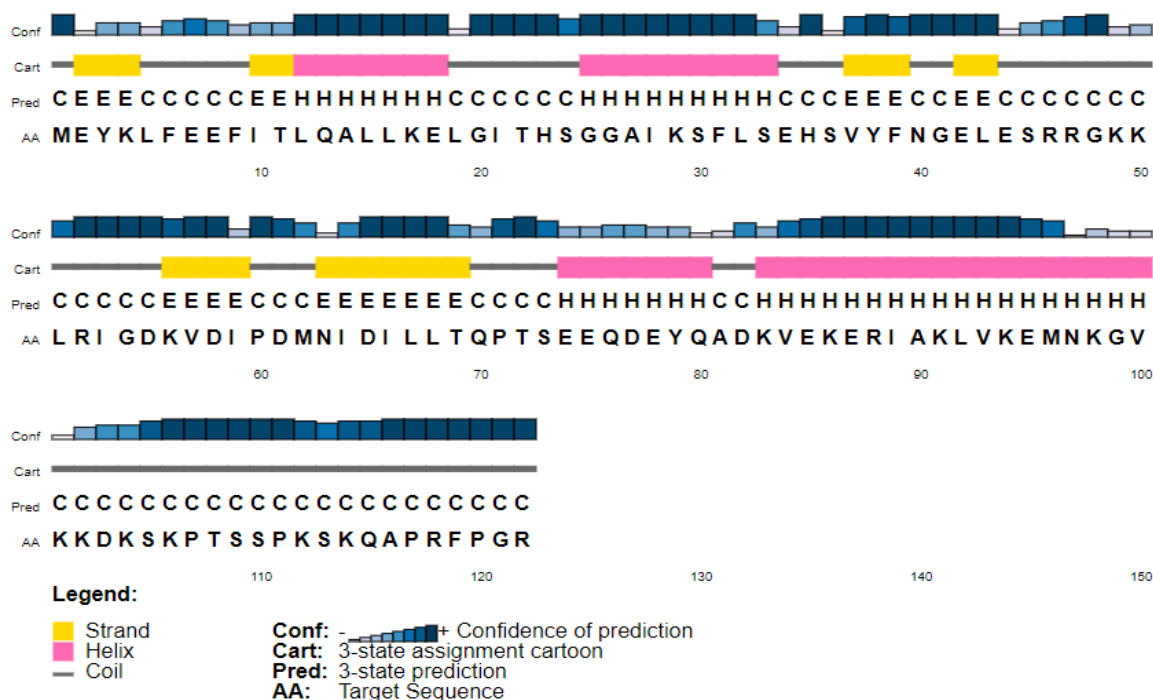 Conf
Cart
Pred C E E E C C C C C E E H H H H H H H C C C C C C H H H H H H H H H C C C E E E C C E E C C C C C C C
AA M E Y K L F E E F I T L Q A L L K E L G I T H S G G A I K S F L S E H S V Y F N G E L E S R R G K K
10 20 30 40 50
Conf
Cart
Pred C C C C C E E E E C C C E E E E E E E C C C C H H H H H H H C C H H H H H H H H H H H H H H H H H H
AA L R I G D K V D I P D M N I D I L L T Q P T S E E Q D E Y Q A D K V E K E R I A K L V K E M N K G V
60 70 80 90 100
Conf
Cart
Pred C C C C C C C C C C C C C C C C C C C C C C
AA K K D K S K P T S S P K S K Q A P R F P G R
110 120 130 140 150
Legend:
Strand
Helix
Coil
Conf: - + Confidence of prediction
Cart: 3-state assignment cartoon
Pred: 3-state prediction
AA: Target Sequence